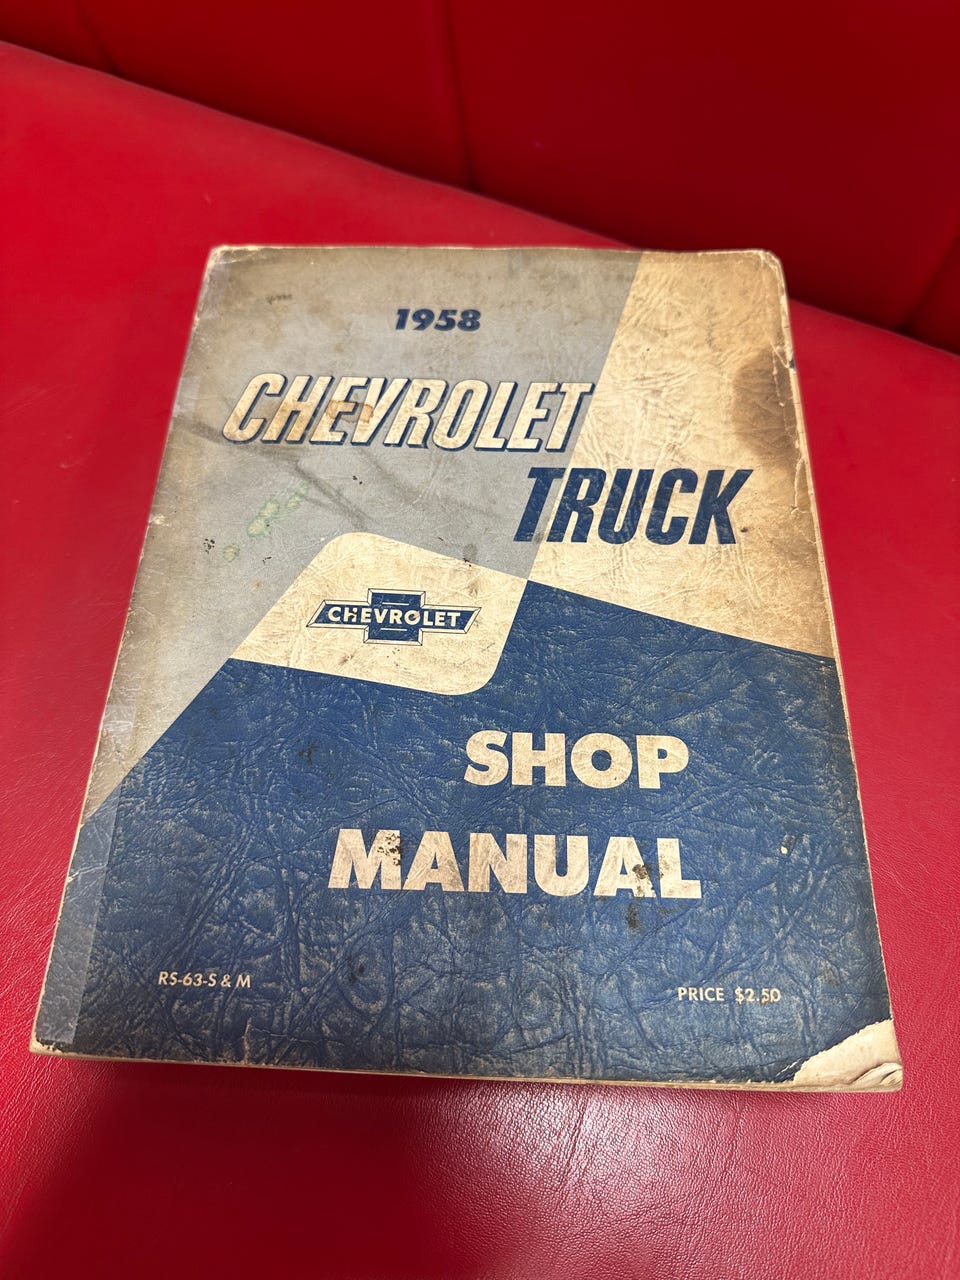 1958
CHEVROLET
TRUCK
CHEVROLET
SHOP
MANUAL
RS-63-S & M
PRICE $2.50